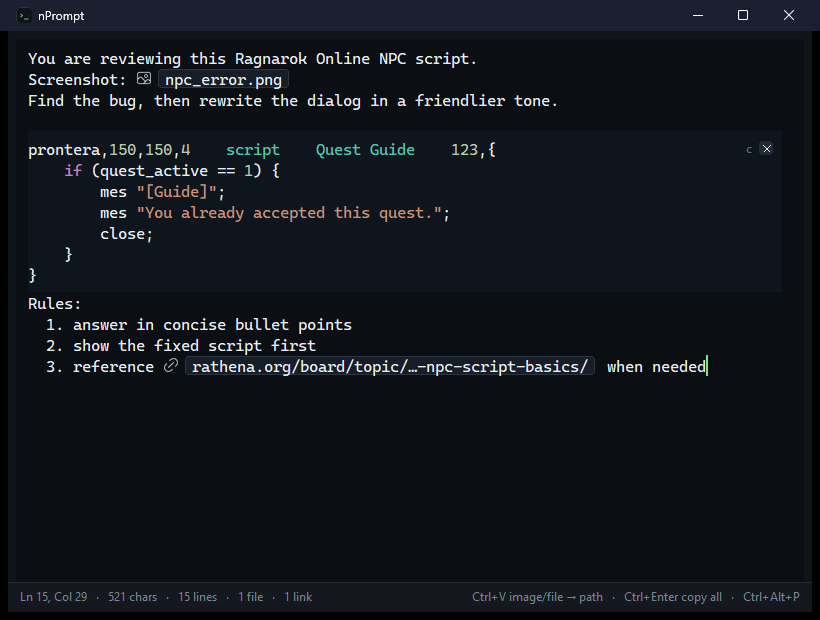 nPrompt
You are reviewing this Ragnarok Online NPC script.
Screenshot: npc_error.png
Find the bug, then rewrite the dialog in a friendlier tone.
prontera,150,150,4    script    Quest Guide    123,{
c
    if (quest_active == 1) {
        mes "[Guide]";
        mes "You already accepted this quest.";
        close;
    }
}
Rules:
  1. answer in concise bullet points
  2. show the fixed script first
  3. reference rathena.org/board/topic/…-npc-script-basics/ when needed
Ln 15, Col 29 · 521 chars · 15 lines · 1 file · 1 link
Ctrl+V image/file → path · Ctrl+Enter copy all · Ctrl+Alt+P